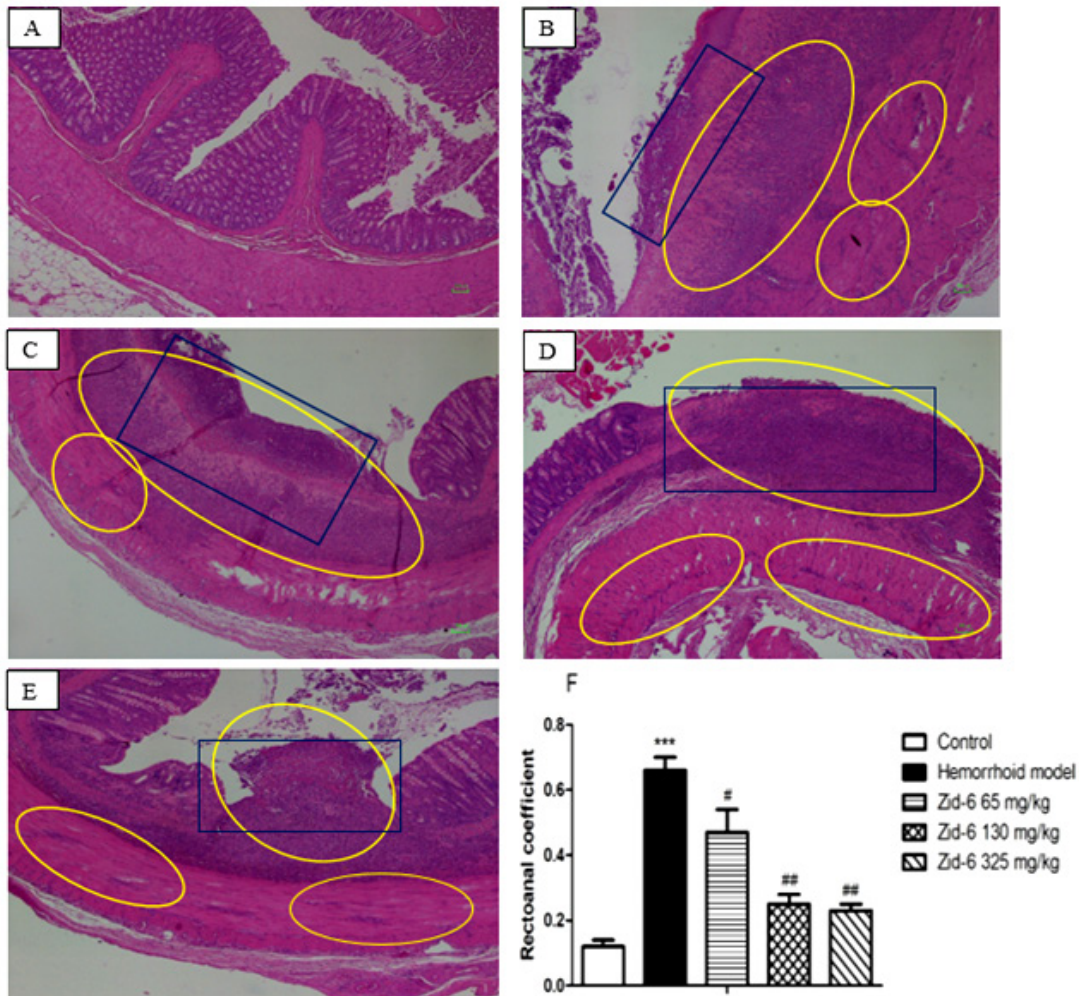 A
B
C
D
E
F
0.8
0.6
0.4
0.2
0.0
Rectoanal coefficient
***
#
##
##
Control
Hemorrhoid model
Zid-6 65 mg/kg
Zid-6 130 mg/kg
Zid-6 325 mg/kg